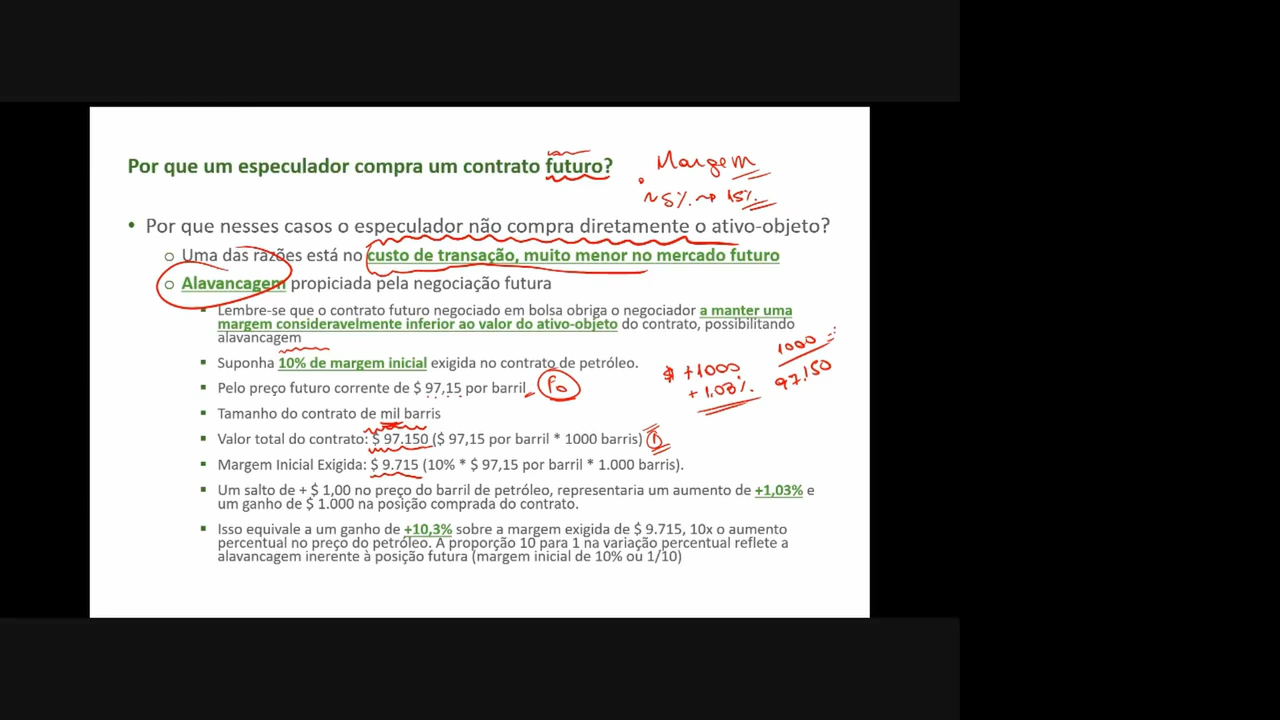 Por que um especulador compra um contrato futuro?
Margem
~5% → 15%
• Por que nesses casos o especulador não compra diretamente o ativo-objeto?
o Uma das razões está no custo de transação, muito menor no mercado futuro
o Alavancagem propiciada pela negociação futura
▪ Lembre-se que o contrato futuro negociado em bolsa obriga o negociador a manter uma
margem consideravelmente inferior ao valor do ativo-objeto do contrato, possibilitando
alavancagem
▪ Suponha 10% de margem inicial exigida no contrato de petróleo.
$ +1000
+1,03%
1000
97.150
▪ Pelo preço futuro corrente de $ 97,15 por barril
F0
▪ Tamanho do contrato de mil barris
▪ Valor total do contrato: $ 97.150 ($ 97,15 por barril * 1000 barris)
1
▪ Margem Inicial Exigida: $ 9.715 (10% * $ 97,15 por barril * 1.000 barris).
▪ Um salto de + $ 1,00 no preço do barril de petróleo, representaria um aumento de +1,03% e
um ganho de $ 1.000 na posição comprada do contrato.
▪ Isso equivale a um ganho de +10,3% sobre a margem exigida de $ 9.715, 10x o aumento
percentual no preço do petróleo. A proporção 10 para 1 na variação percentual reflete a
alavancagem inerente à posição futura (margem inicial de 10% ou 1/10)